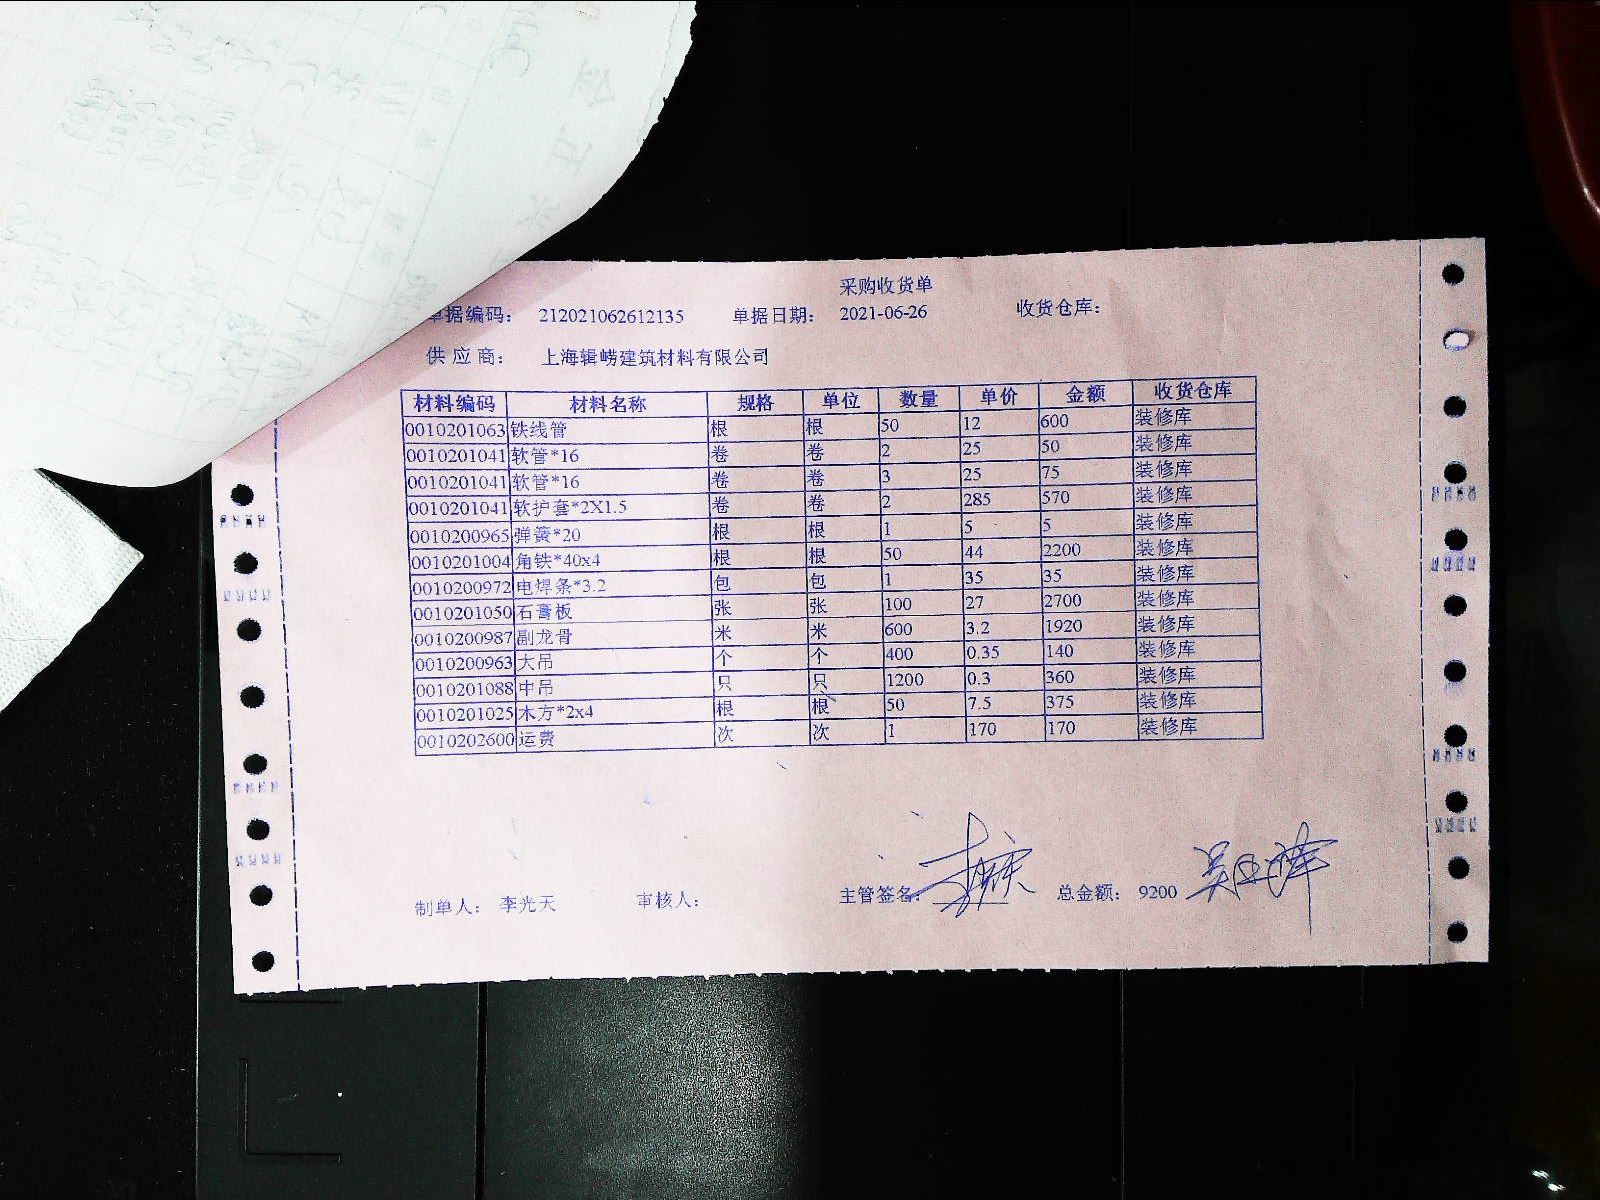 采购收货单
单据编码： 212021062612135 单据日期： 2021-06-26 收货仓库：
供 应 商： 上海辑崂建筑材料有限公司
材料编码 材料名称 规格 单位 数量 单价 金额 收货仓库
0010201063 铁线管 根 根 50 12 600 装修库
0010201041 软管*16 卷 卷 2 25 50 装修库
0010201041 软管*16 卷 卷 3 25 75 装修库
0010201041 软护套*2X1.5 卷 卷 2 285 570 装修库
0010200965 弹簧*20 根 根 1 5 5 装修库
0010201004 角铁*40x4 根 根 50 44 2200 装修库
0010200972 电焊条*3.2 包 包 1 35 35 装修库
0010201050 石膏板 张 张 100 27 2700 装修库
0010200987 副龙骨 米 米 600 3.2 1920 装修库
0010200963 大吊 个 个 400 0.35 140 装修库
0010201088 中吊 只 只 1200 0.3 360 装修库
0010201025 木方*2x4 根 根 50 7.5 375 装修库
0010202600 运费 次 次 1 170 170 装修库
制单人： 李光天 审核人： 主管签名： 总金额： 9200